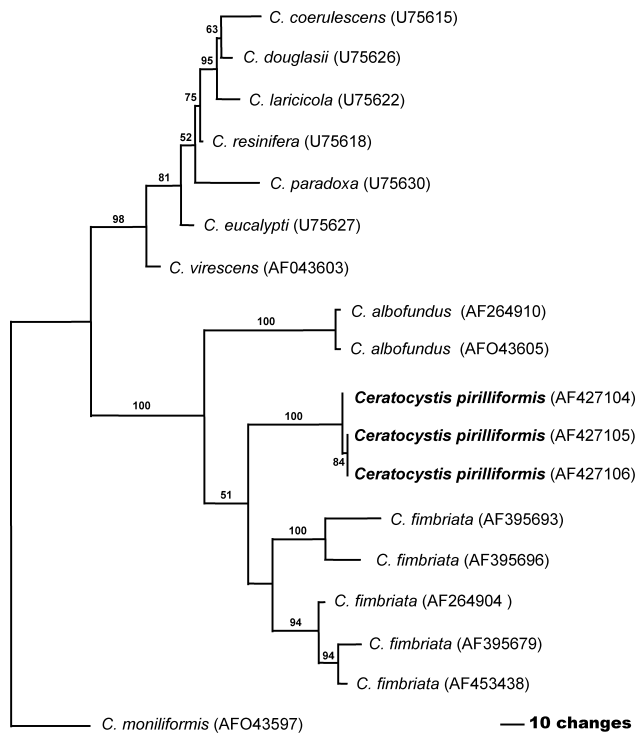 C. coerulescens (U75615)
63
C. douglasii (U75626)
95
C. laricicola (U75622)
75
C. resinifera (U75618)
52
C. paradoxa (U75630)
81
C. eucalypti (U75627)
98
C. virescens (AF043603)
C. albofundus (AF264910)
100
C. albofundus (AFO43605)
Ceratocystis pirilliformis (AF427104)
100
100
Ceratocystis pirilliformis (AF427105)
84
Ceratocystis pirilliformis (AF427106)
51
C. fimbriata (AF395693)
100
C. fimbriata (AF395696)
C. fimbriata (AF264904 )
94
C. fimbriata (AF395679)
94
C. fimbriata (AF453438)
C. moniliformis (AFO43597)
10 changes